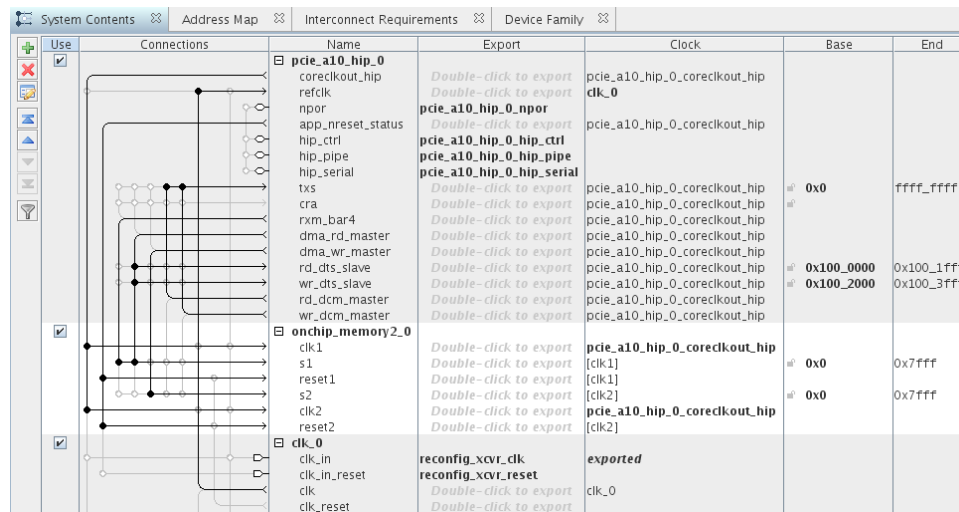 System Contents Address Map Interconnect Requirements Device Family
Use Connections Name Export Clock Base End
pcie_a10_hip_0
coreclkout_hip Double-click to export pcie_a10_hip_0_coreclkout_hip
refclk Double-click to export clk_0
npor pcie_a10_hip_0_npor
app_nreset_status Double-click to export pcie_a10_hip_0_coreclkout_hip
hip_ctrl pcie_a10_hip_0_hip_ctrl
hip_pipe pcie_a10_hip_0_hip_pipe
hip_serial pcie_a10_hip_0_hip_serial
txs Double-click to export pcie_a10_hip_0_coreclkout_hip 0x0 ffff_ffff
cra Double-click to export pcie_a10_hip_0_coreclkout_hip
rxm_bar4 Double-click to export pcie_a10_hip_0_coreclkout_hip
dma_rd_master Double-click to export pcie_a10_hip_0_coreclkout_hip
dma_wr_master Double-click to export pcie_a10_hip_0_coreclkout_hip
rd_dts_slave Double-click to export pcie_a10_hip_0_coreclkout_hip 0x100_0000 0x100_1fff
wr_dts_slave Double-click to export pcie_a10_hip_0_coreclkout_hip 0x100_2000 0x100_3fff
rd_dcm_master Double-click to export pcie_a10_hip_0_coreclkout_hip
wr_dcm_master Double-click to export pcie_a10_hip_0_coreclkout_hip
onchip_memory2_0
clk1 Double-click to export pcie_a10_hip_0_coreclkout_hip
s1 Double-click to export [clk1] 0x0 0x7fff
reset1 Double-click to export [clk1]
s2 Double-click to export [clk2] 0x0 0x7fff
clk2 Double-click to export pcie_a10_hip_0_coreclkout_hip
reset2 Double-click to export [clk2]
clk_0
clk_in reconfig_xcvr_clk exported
clk_in_reset reconfig_xcvr_reset
clk Double-click to export clk_0
clk_reset Double-click to export